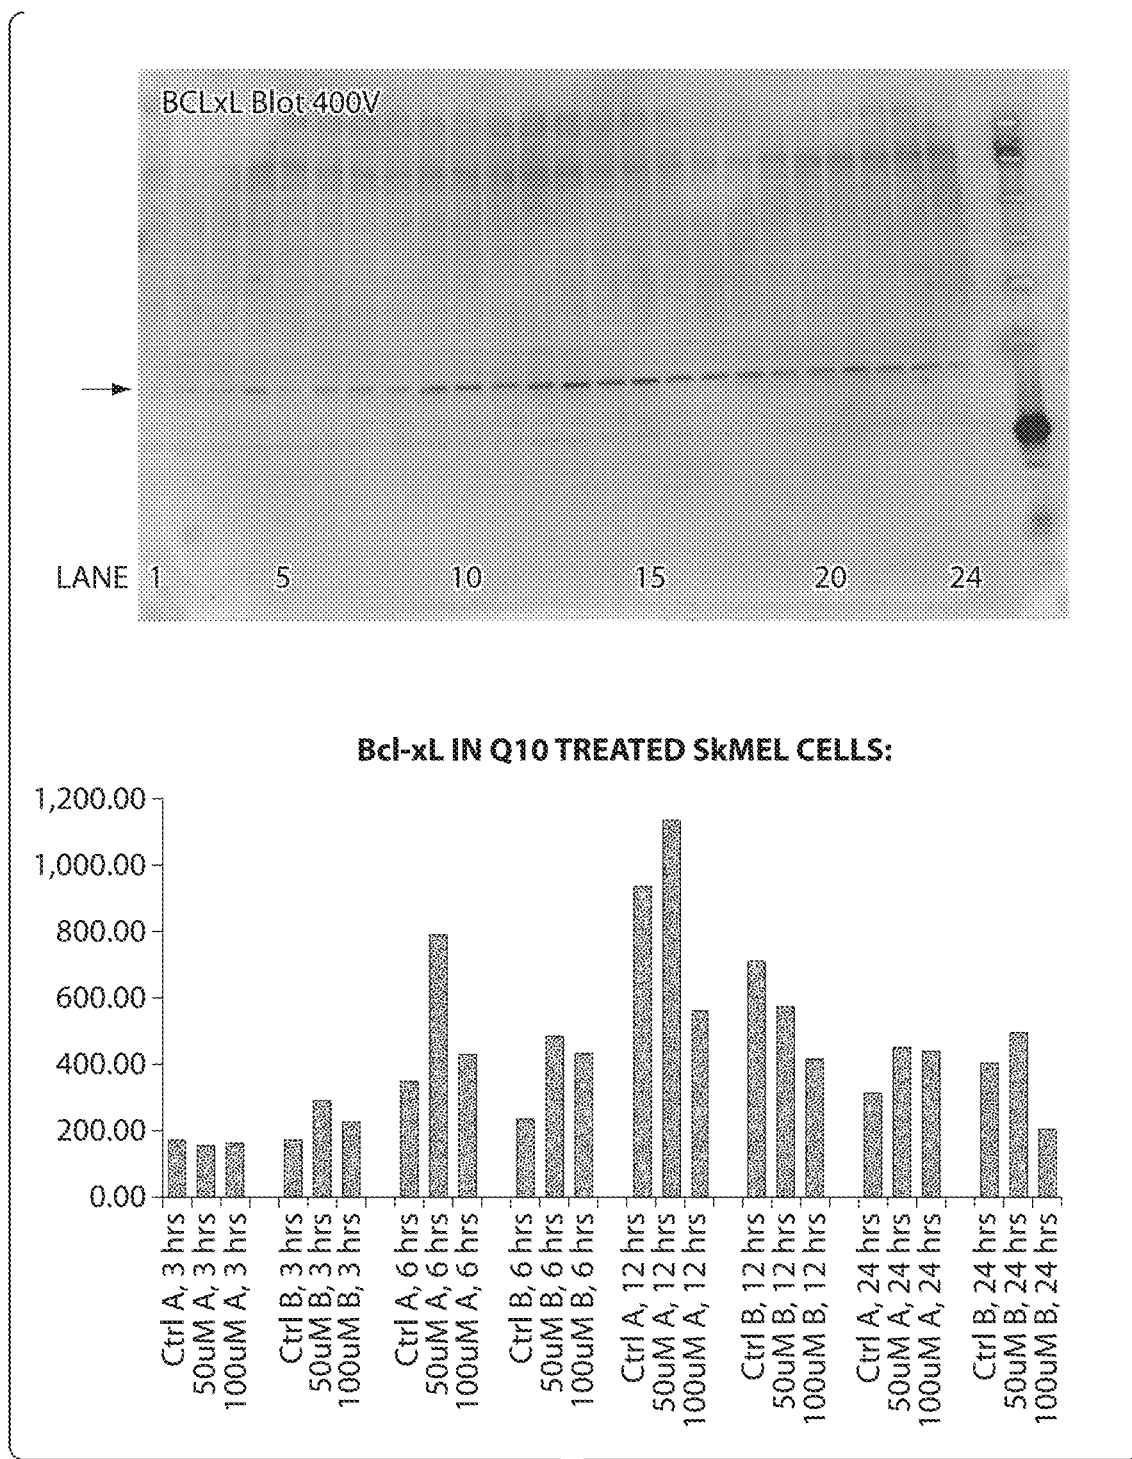 BCLxL Blot 400V
LANE 1 5 10 15 20 24
Bcl-xL IN Q10 TREATED SkMEL CELLS:
1,200.00
1,000.00
800.00
600.00
400.00
200.00
0.00
Ctrl A, 3 hrs
50uM A, 3 hrs
100uM A, 3 hrs
Ctrl B, 3 hrs
50uM B, 3 hrs
100uM B, 3 hrs
Ctrl A, 6 hrs
50uM A, 6 hrs
100uM A, 6 hrs
Ctrl B, 6 hrs
50uM B, 6 hrs
100uM B, 6 hrs
Ctrl A, 12 hrs
50uM A, 12 hrs
100uM A, 12 hrs
Ctrl B, 12 hrs
50uM B, 12 hrs
100uM B, 12 hrs
Ctrl A, 24 hrs
50uM A, 24 hrs
100uM A, 24 hrs
Ctrl B, 24 hrs
50uM B, 24 hrs
100uM B, 24 hrs